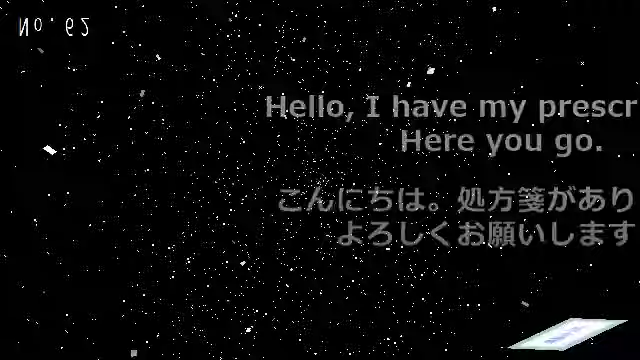 No. 62
Hello, I have my prescr
Here you go.
こんにちは。処方箋があり
よろしくお願いします